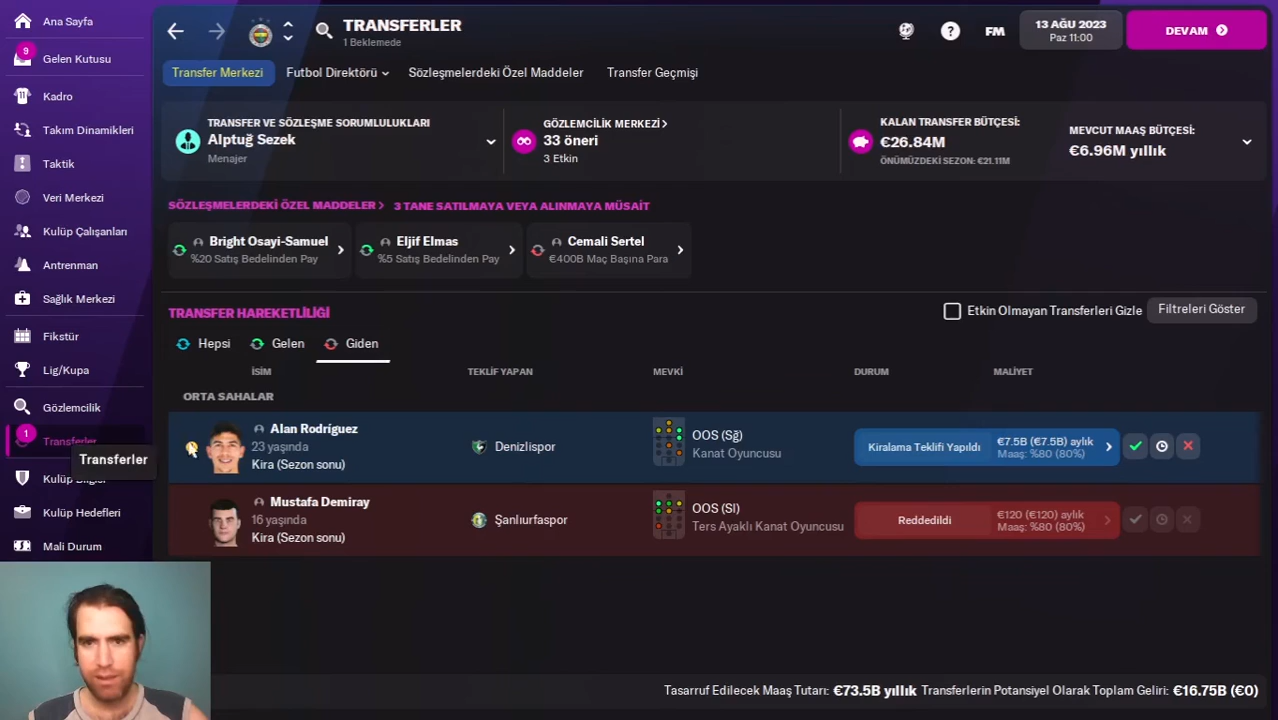 Ana Sayfa
9
Gelen Kutusu
Kadro
Takım Dinamikleri
Taktik
Veri Merkezi
Kulüp Çalışanları
Antrenman
Sağlık Merkezi
Fikstür
Lig/Kupa
Gözlemcilik
1
Transferler
Transferler
Kulüp Bilgisi
Kulüp Hedefleri
Mali Durum
TRANSFERLER
1 Beklemede
?
FM
13 AĞU 2023
Paz 11:00
DEVAM
Transfer Merkezi
Futbol Direktörü
Sözleşmelerdeki Özel Maddeler
Transfer Geçmişi
TRANSFER VE SÖZLEŞME SORUMLULUKLARI
Alptuğ Sezek
Menajer
GÖZLEMCİLİK MERKEZİ >
33 öneri
3 Etkin
KALAN TRANSFER BÜTÇESİ:
€26.84M
ÖNÜMÜZDEKİ SEZON: €21.11M
MEVCUT MAAŞ BÜTÇESİ:
€6.96M yıllık
SÖZLEŞMELERDEKİ ÖZEL MADDELER > 3 TANE SATILMAYA VEYA ALINMAYA MÜSAİT
Bright Osayi-Samuel
%20 Satış Bedelinden Pay
Eljif Elmas
%5 Satış Bedelinden Pay
Cemali Sertel
€400B Maç Başına Para
TRANSFER HAREKETLİLİĞİ
Etkin Olmayan Transferleri Gizle
Filtreleri Göster
Hepsi
Gelen
Giden
İSİM TEKLİF YAPAN MEVKİ DURUM MALİYET
ORTA SAHALAR
Alan Rodríguez
23 yaşında
Kira (Sezon sonu)
Denizlispor
OOS (Sğ)
Kanat Oyuncusu
Kiralama Teklifi Yapıldı
€7.5B (€7.5B) aylık
Maaş: %80 (80%)
Mustafa Demiray
16 yaşında
Kira (Sezon sonu)
Şanlıurfaspor
OOS (Sl)
Ters Ayaklı Kanat Oyuncusu
Reddedildi
€120 (€120) aylık
Maaş: %80 (80%)
Tasarruf Edilecek Maaş Tutarı: €73.5B yıllık Transferlerin Potansiyel Olarak Toplam Geliri: €16.75B (€0)